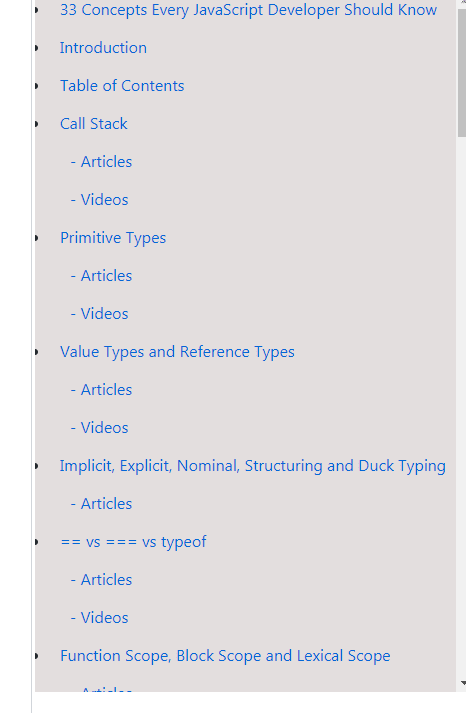 33 Concepts Every JavaScript Developer Should Know
Introduction
Table of Contents
Call Stack
- Articles
- Videos
Primitive Types
- Articles
- Videos
Value Types and Reference Types
- Articles
- Videos
Implicit, Explicit, Nominal, Structuring and Duck Typing
- Articles
== vs === vs typeof
- Articles
- Videos
Function Scope, Block Scope and Lexical Scope
- Articles